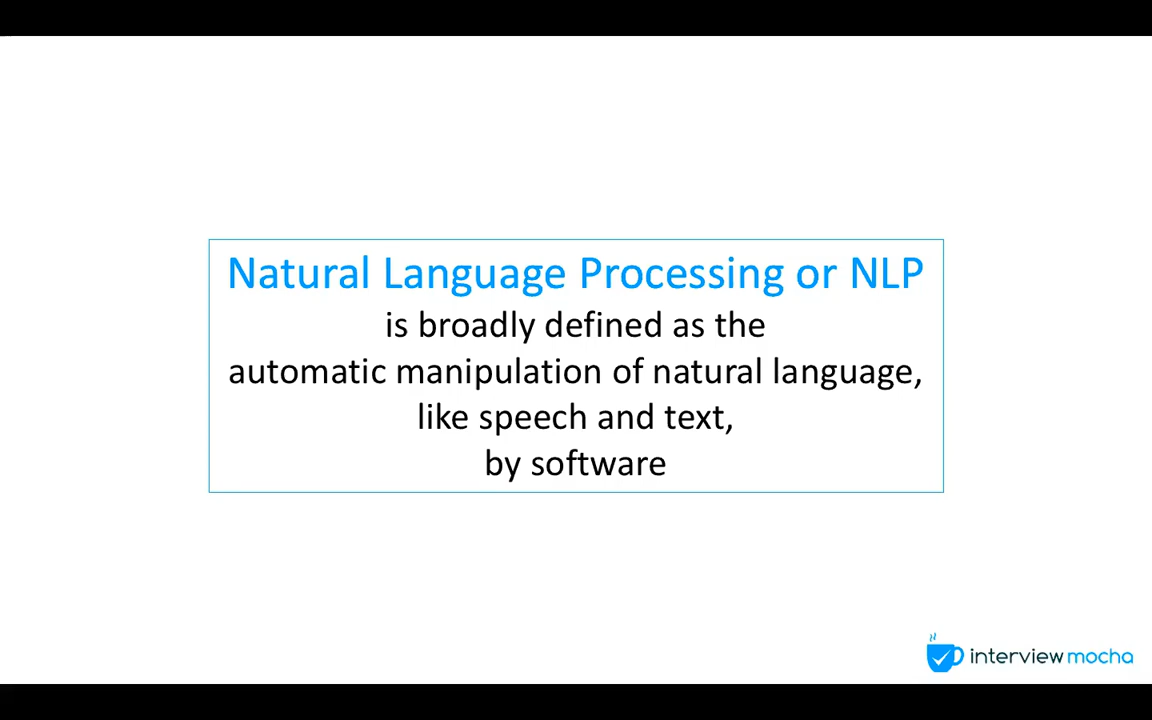 Natural Language Processing or NLP
is broadly defined as the
automatic manipulation of natural language,
like speech and text,
by software
interview mocha